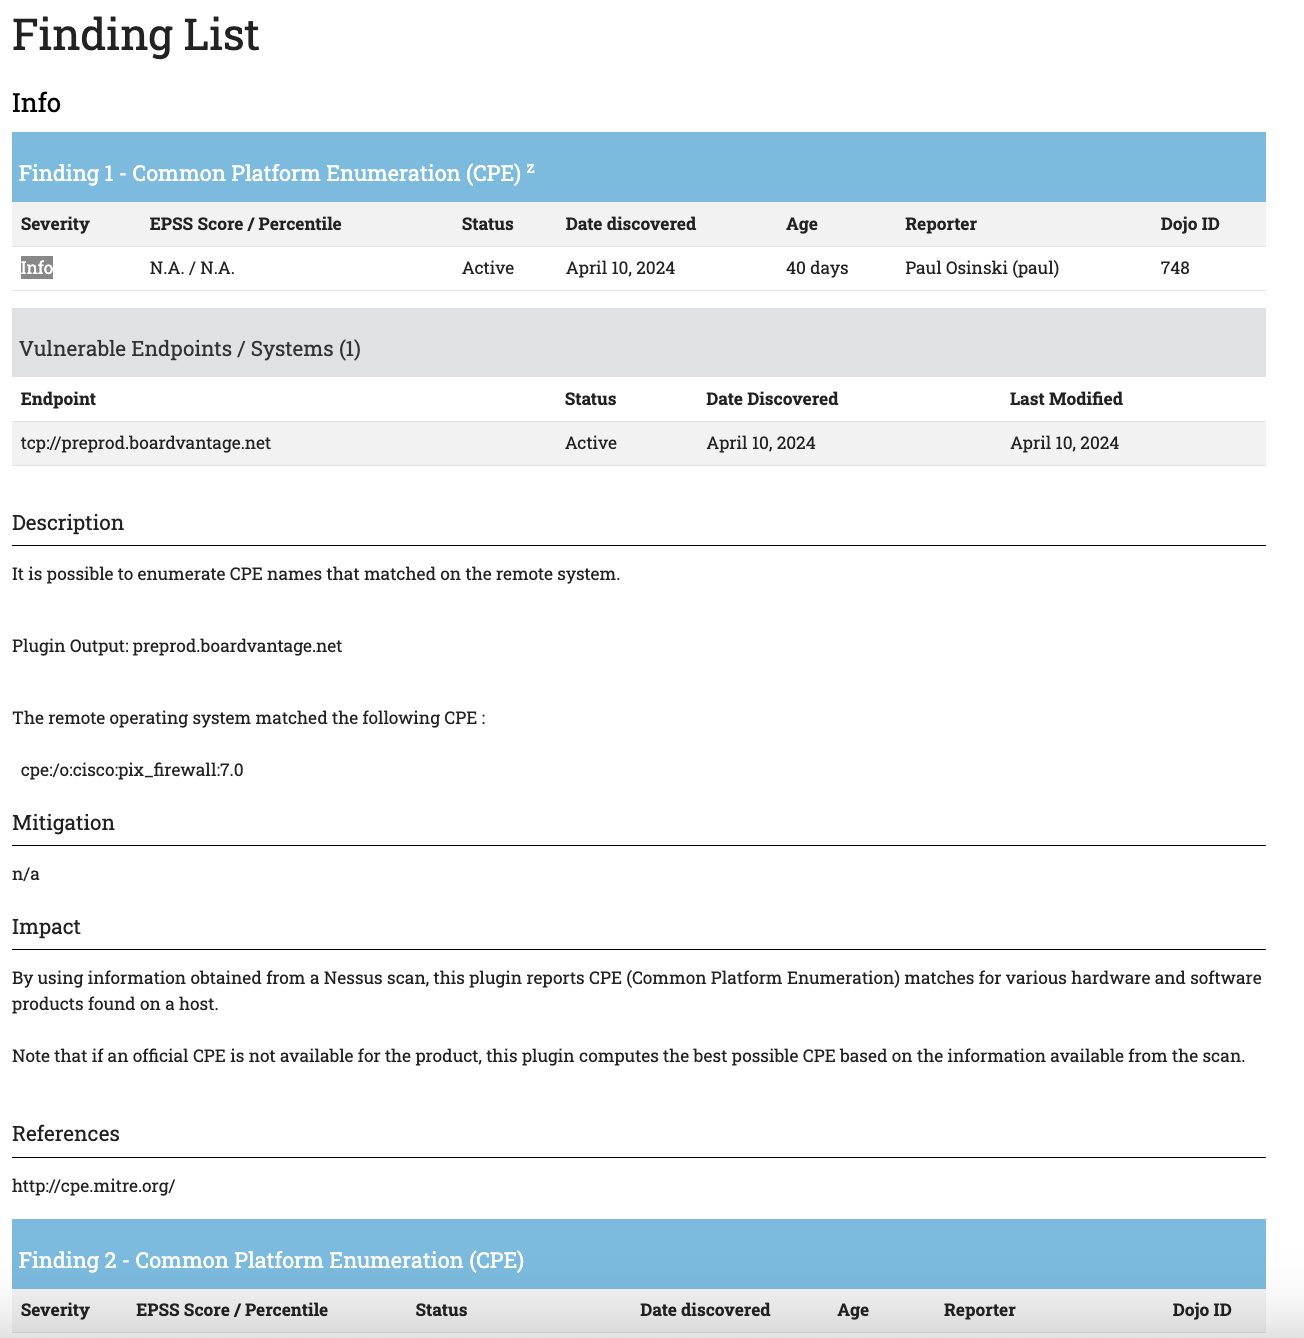 Finding List
Info
Finding 1 - Common Platform Enumeration (CPE) z
Severity EPSS Score / Percentile Status Date discovered Age Reporter Dojo ID
Info N.A. / N.A. Active April 10, 2024 40 days Paul Osinski (paul) 748
Vulnerable Endpoints / Systems (1)
Endpoint Status Date Discovered Last Modified
tcp://preprod.boardvantage.net Active April 10, 2024 April 10, 2024
Description
It is possible to enumerate CPE names that matched on the remote system.
Plugin Output: preprod.boardvantage.net
The remote operating system matched the following CPE :
cpe:/o:cisco:pix_firewall:7.0
Mitigation
n/a
Impact
By using information obtained from a Nessus scan, this plugin reports CPE (Common Platform Enumeration) matches for various hardware and software
products found on a host.
Note that if an official CPE is not available for the product, this plugin computes the best possible CPE based on the information available from the scan.
References
http://cpe.mitre.org/
Finding 2 - Common Platform Enumeration (CPE)
Severity EPSS Score / Percentile Status Date discovered Age Reporter Dojo ID